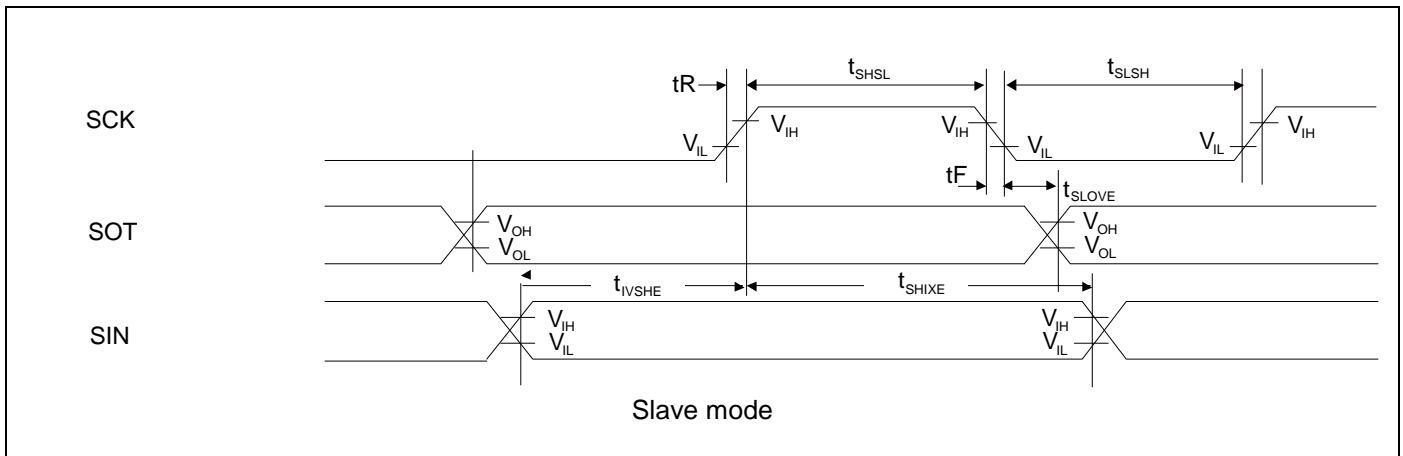 tR
tSHSL
tSLSH
SCK
VIH
VIH
VIH
VIL
VIL
VIL
tF
tSLOVE
SOT
VOH
VOL
VOH
VOL
tIVSHE
tSHIXE
SIN
VIH
VIL
VIH
VIL
Slave mode